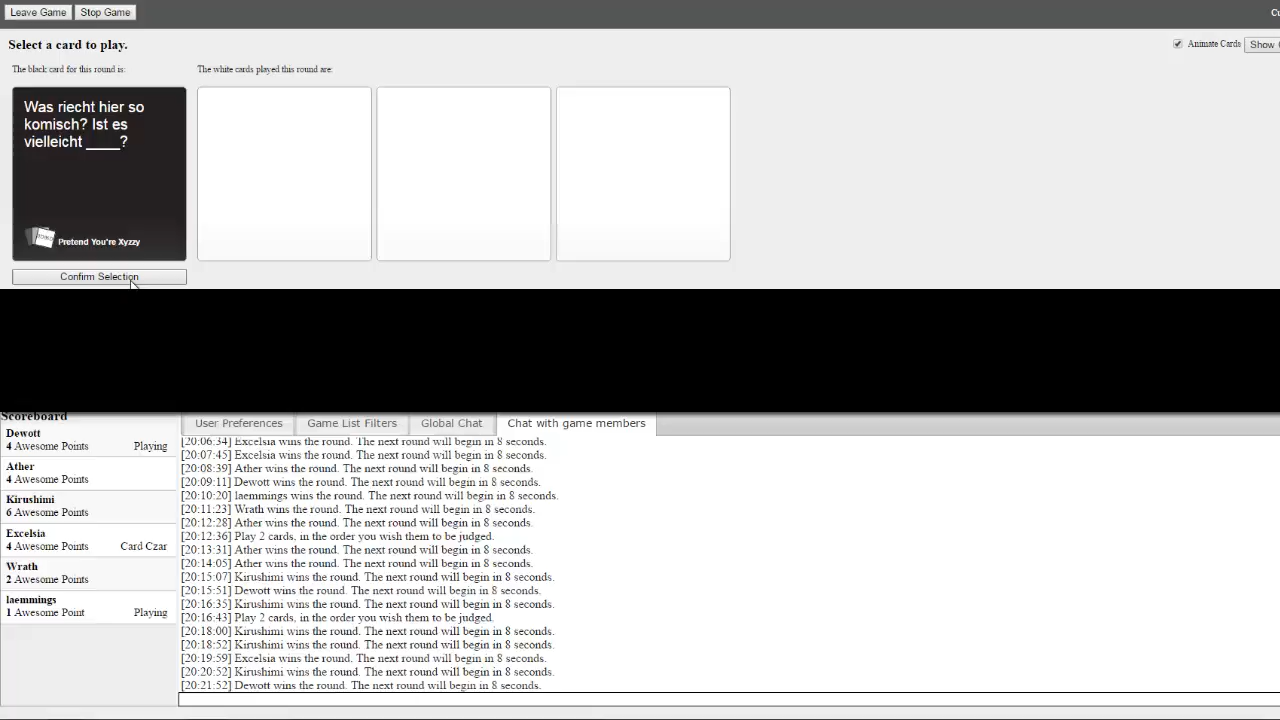 Leave Game
Stop Game
Select a card to play.
Animate Cards
Show
The black card for this round is:
The white cards played this round are:
Was riecht hier so
komisch? Ist es
vielleicht ____?
Pretend You're Xyzzy
Confirm Selection
Scoreboard
Dewott
4 Awesome Points Playing
Ather
4 Awesome Points
Kirushimi
6 Awesome Points
Excelsia
4 Awesome Points Card Czar
Wrath
2 Awesome Points
laemmings
1 Awesome Point Playing
User Preferences
Game List Filters
Global Chat
Chat with game members
[20:06:34] Excelsia wins the round. The next round will begin in 8 seconds.
[20:07:45] Excelsia wins the round. The next round will begin in 8 seconds.
[20:08:39] Ather wins the round. The next round will begin in 8 seconds.
[20:09:11] Dewott wins the round. The next round will begin in 8 seconds.
[20:10:20] laemmings wins the round. The next round will begin in 8 seconds.
[20:11:23] Wrath wins the round. The next round will begin in 8 seconds.
[20:12:28] Ather wins the round. The next round will begin in 8 seconds.
[20:12:36] Play 2 cards, in the order you wish them to be judged.
[20:13:31] Ather wins the round. The next round will begin in 8 seconds.
[20:14:05] Ather wins the round. The next round will begin in 8 seconds.
[20:15:07] Kirushimi wins the round. The next round will begin in 8 seconds.
[20:15:51] Dewott wins the round. The next round will begin in 8 seconds.
[20:16:35] Kirushimi wins the round. The next round will begin in 8 seconds.
[20:16:43] Play 2 cards, in the order you wish them to be judged.
[20:18:00] Kirushimi wins the round. The next round will begin in 8 seconds.
[20:18:52] Kirushimi wins the round. The next round will begin in 8 seconds.
[20:19:59] Excelsia wins the round. The next round will begin in 8 seconds.
[20:20:52] Kirushimi wins the round. The next round will begin in 8 seconds.
[20:21:52] Dewott wins the round. The next round will begin in 8 seconds.